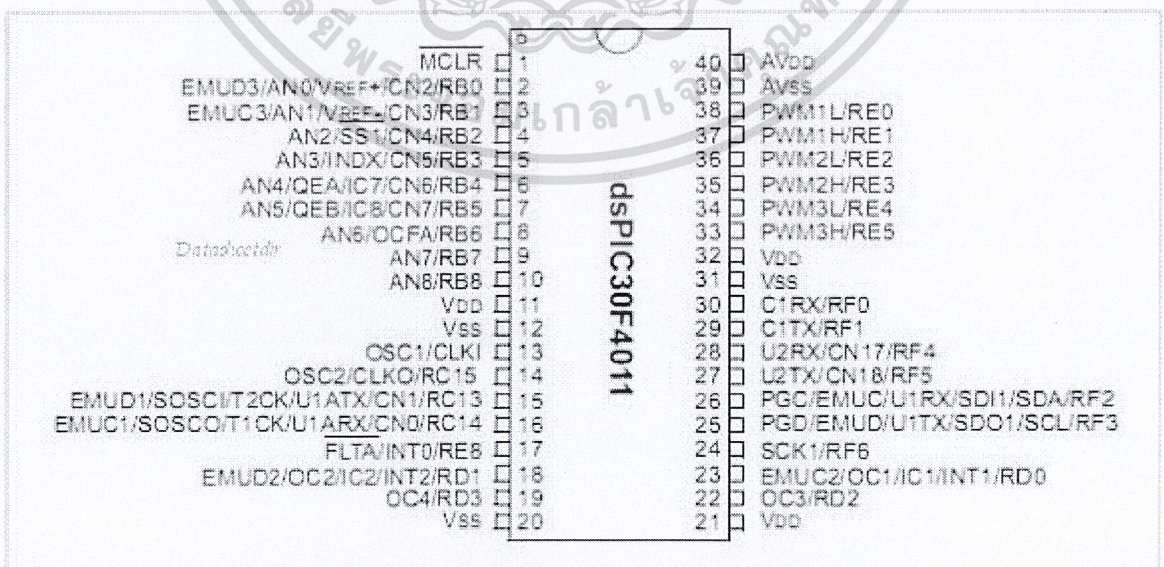 MCLR 1
EMUD3/AN0/VREF+/CN2/RB0 2
EMUC3/AN1/VREF-/CN3/RB1 3
AN2/SS1/CN4/RB2 4
AN3/INDX/CN5/RB3 5
AN4/QEA/IC7/CN6/RB4 6
AN5/QEB/IC8/CN7/RB5 7
AN6/OCFA/RB6 8
AN7/RB7 9
AN8/RB8 10
VDD 11
VSS 12
OSC1/CLKI 13
OSC2/CLKO/RC15 14
EMUD1/SOSCI/T2CK/U1ATX/CN1/RC13 15
EMUC1/SOSCO/T1CK/U1ARX/CN0/RC14 16
FLTA/INT0/RE8 17
EMUD2/OC2/IC2/INT2/RD1 18
OC4/RD3 19
VSS 20
dsPIC30F4011
40 AVDD
39 AVSS
38 PWM1L/RE0
37 PWM1H/RE1
36 PWM2L/RE2
35 PWM2H/RE3
34 PWM3L/RE4
33 PWM3H/RE5
32 VDD
31 VSS
30 C1RX/RF0
29 C1TX/RF1
28 U2RX/CN17/RF4
27 U2TX/CN18/RF5
26 PGC/EMUC/U1RX/SDI1/SDA/RF2
25 PGD/EMUD/U1TX/SDO1/SCL/RF3
24 SCK1/RF6
23 EMUC2/OC1/IC1/INT1/RD0
22 OC3/RD2
21 VDD